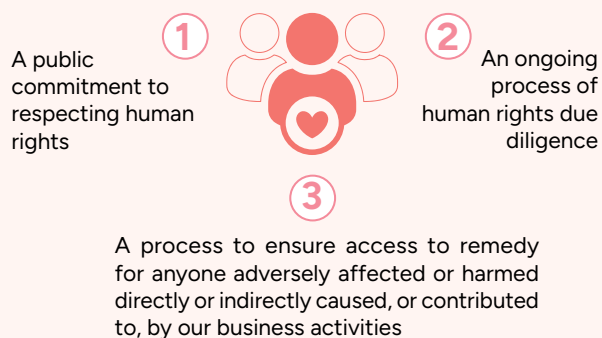 1
A public
commitment to
respecting human
rights
2
An ongoing
process of
human rights due
diligence
3
A process to ensure access to remedy
for anyone adversely affected or harmed
directly or indirectly caused, or contributed
to, by our business activities